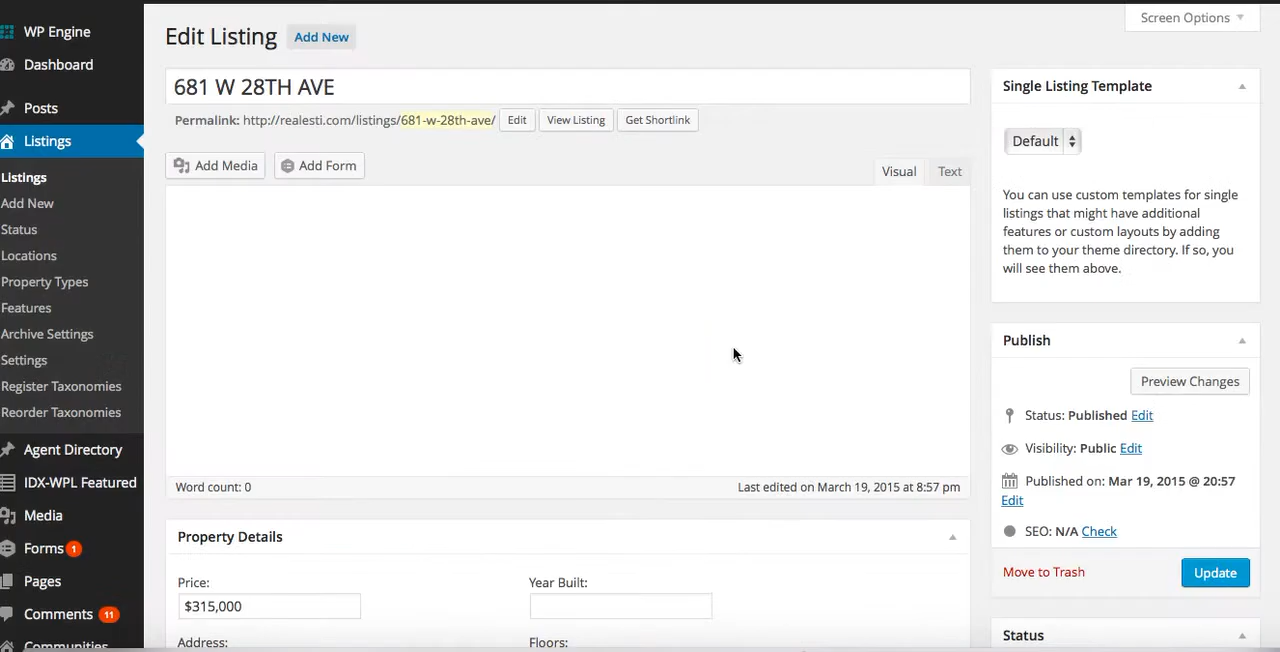 WP Engine
Dashboard
Posts
Listings
Listings
Add New
Status
Locations
Property Types
Features
Archive Settings
Settings
Register Taxonomies
Reorder Taxonomies
Agent Directory
IDX-WPL Featured
Media
Forms 1
Pages
Comments 11
Communities
Screen Options
Edit Listing Add New
681 W 28TH AVE
Permalink: http://realesti.com/listings/681-w-28th-ave/ Edit View Listing Get Shortlink
Add Media Add Form
Visual Text
Word count: 0 Last edited on March 19, 2015 at 8:57 pm
Property Details
Price: Year Built:
$315,000
Address: Floors:
Single Listing Template
Default
You can use custom templates for single
listings that might have additional
features or custom layouts by adding
them to your theme directory. If so, you
will see them above.
Publish
Preview Changes
Status: Published Edit
Visibility: Public Edit
Published on: Mar 19, 2015 @ 20:57
Edit
SEO: N/A Check
Move to Trash Update
Status